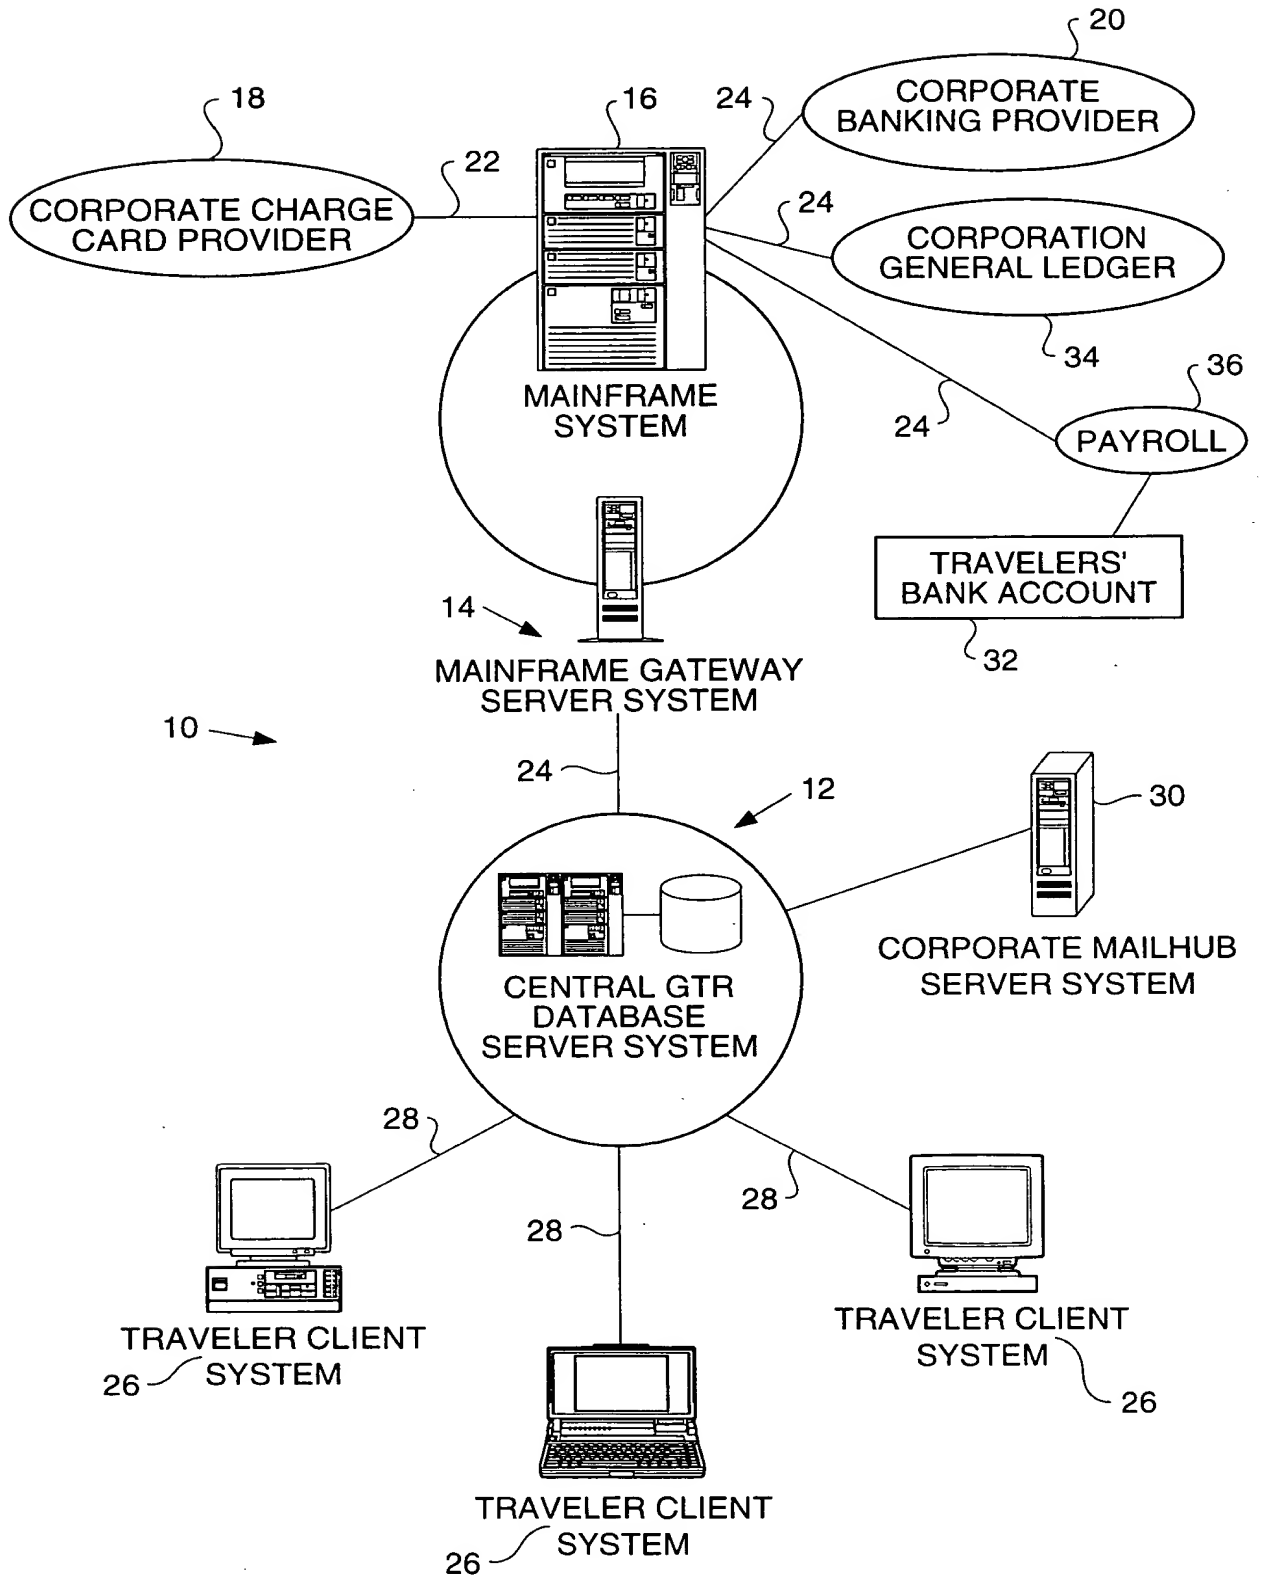 20
18
16
24
CORPORATE
BANKING PROVIDER
22
24
CORPORATE CHARGE
CARD PROVIDER
CORPORATION
GENERAL LEDGER
34
36
MAINFRAME
SYSTEM
24
PAYROLL
TRAVELERS'
BANK ACCOUNT
14
32
MAINFRAME GATEWAY
SERVER SYSTEM
10
24
12
30
CORPORATE MAILHUB
SERVER SYSTEM
CENTRAL GTR
DATABASE
SERVER SYSTEM
28
28
28
TRAVELER CLIENT
SYSTEM
26
TRAVELER CLIENT
SYSTEM
26
TRAVELER CLIENT
SYSTEM
26